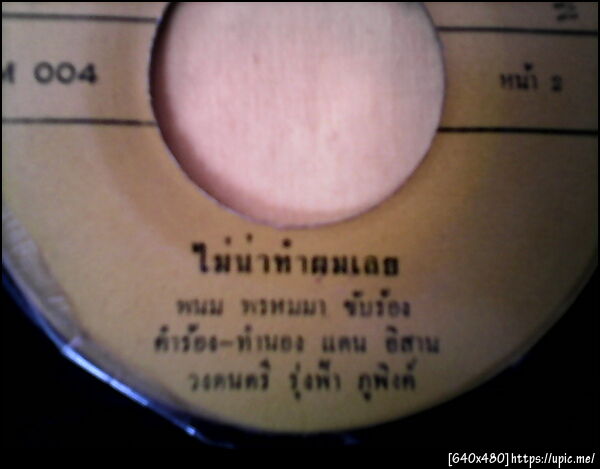 M 004
หน้า 2
ไม่น่าทำผมเลย
พนม พรหมมา ขับร้อง
คำร้อง-ทำนอง แดน อิสาน
วงดนตรี รุ่งฟ้า ภูพิงค์
[640x480]https://upic.me/